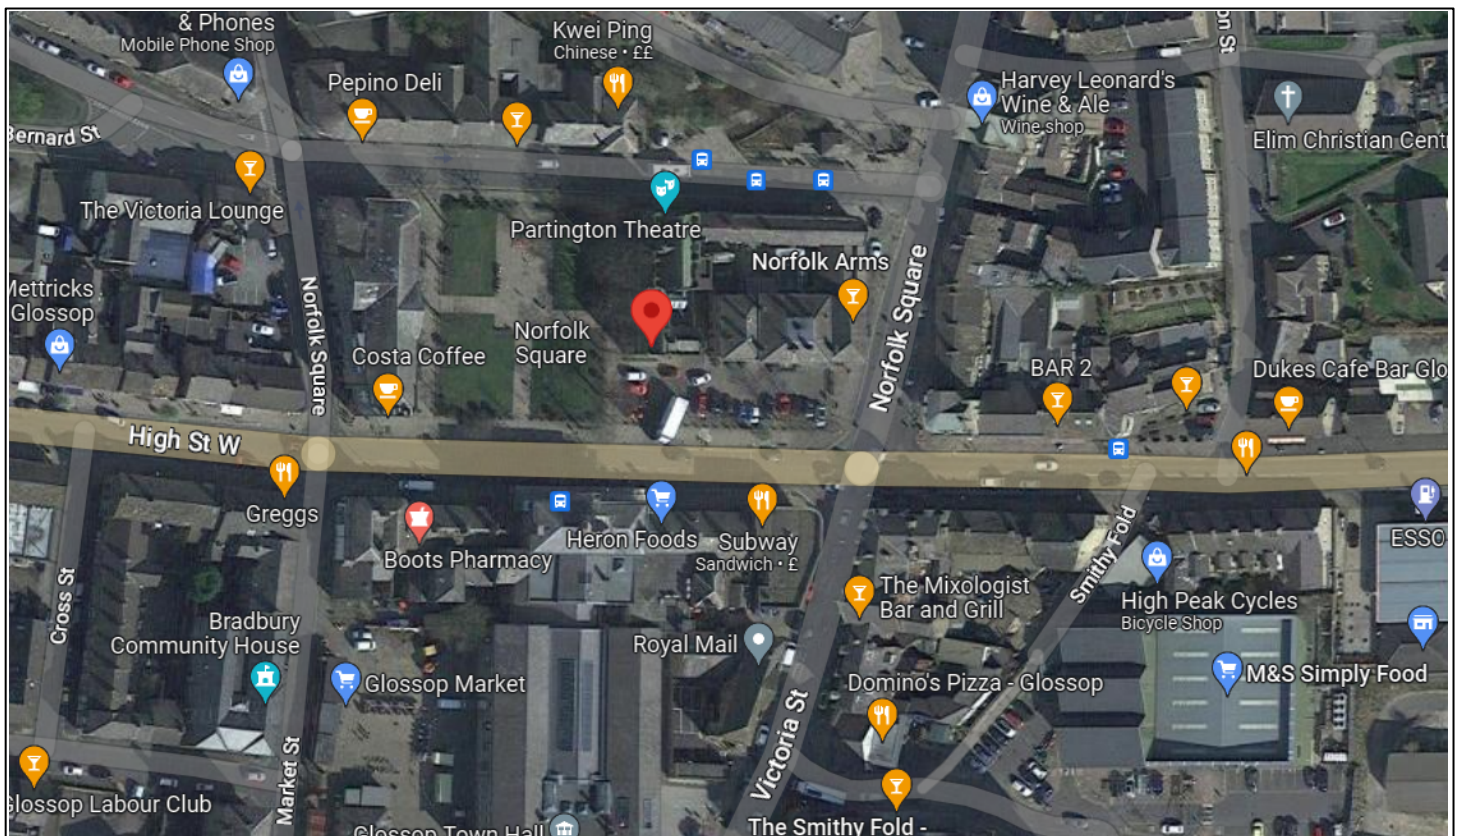 & Phones
Mobile Phone Shop
Kwei Ping
Chinese • ££
on St
Pepino Deli
Harvey Leonard's
Wine & Ale
Wine shop
Bernard St
Elim Christian Cent
The Victoria Lounge
Partington Theatre
Norfolk Arms
Norfolk Square
Norfolk Square
Mettricks
Glossop
Norfolk
Square
Costa Coffee
BAR 2
Dukes Cafe Bar Glo
High St W
Greggs
Boots Pharmacy
Heron Foods
Subway
Sandwich • £
ESSO
Smithy Fold
Cross St
The Mixologist
Bar and Grill
High Peak Cycles
Bicycle Shop
Bradbury
Community House
Royal Mail
Glossop Market
Domino's Pizza - Glossop
M&S Simply Food
Victoria St
Market St
Glossop Labour Club
Glossop Town Hall
The Smithy Fold -